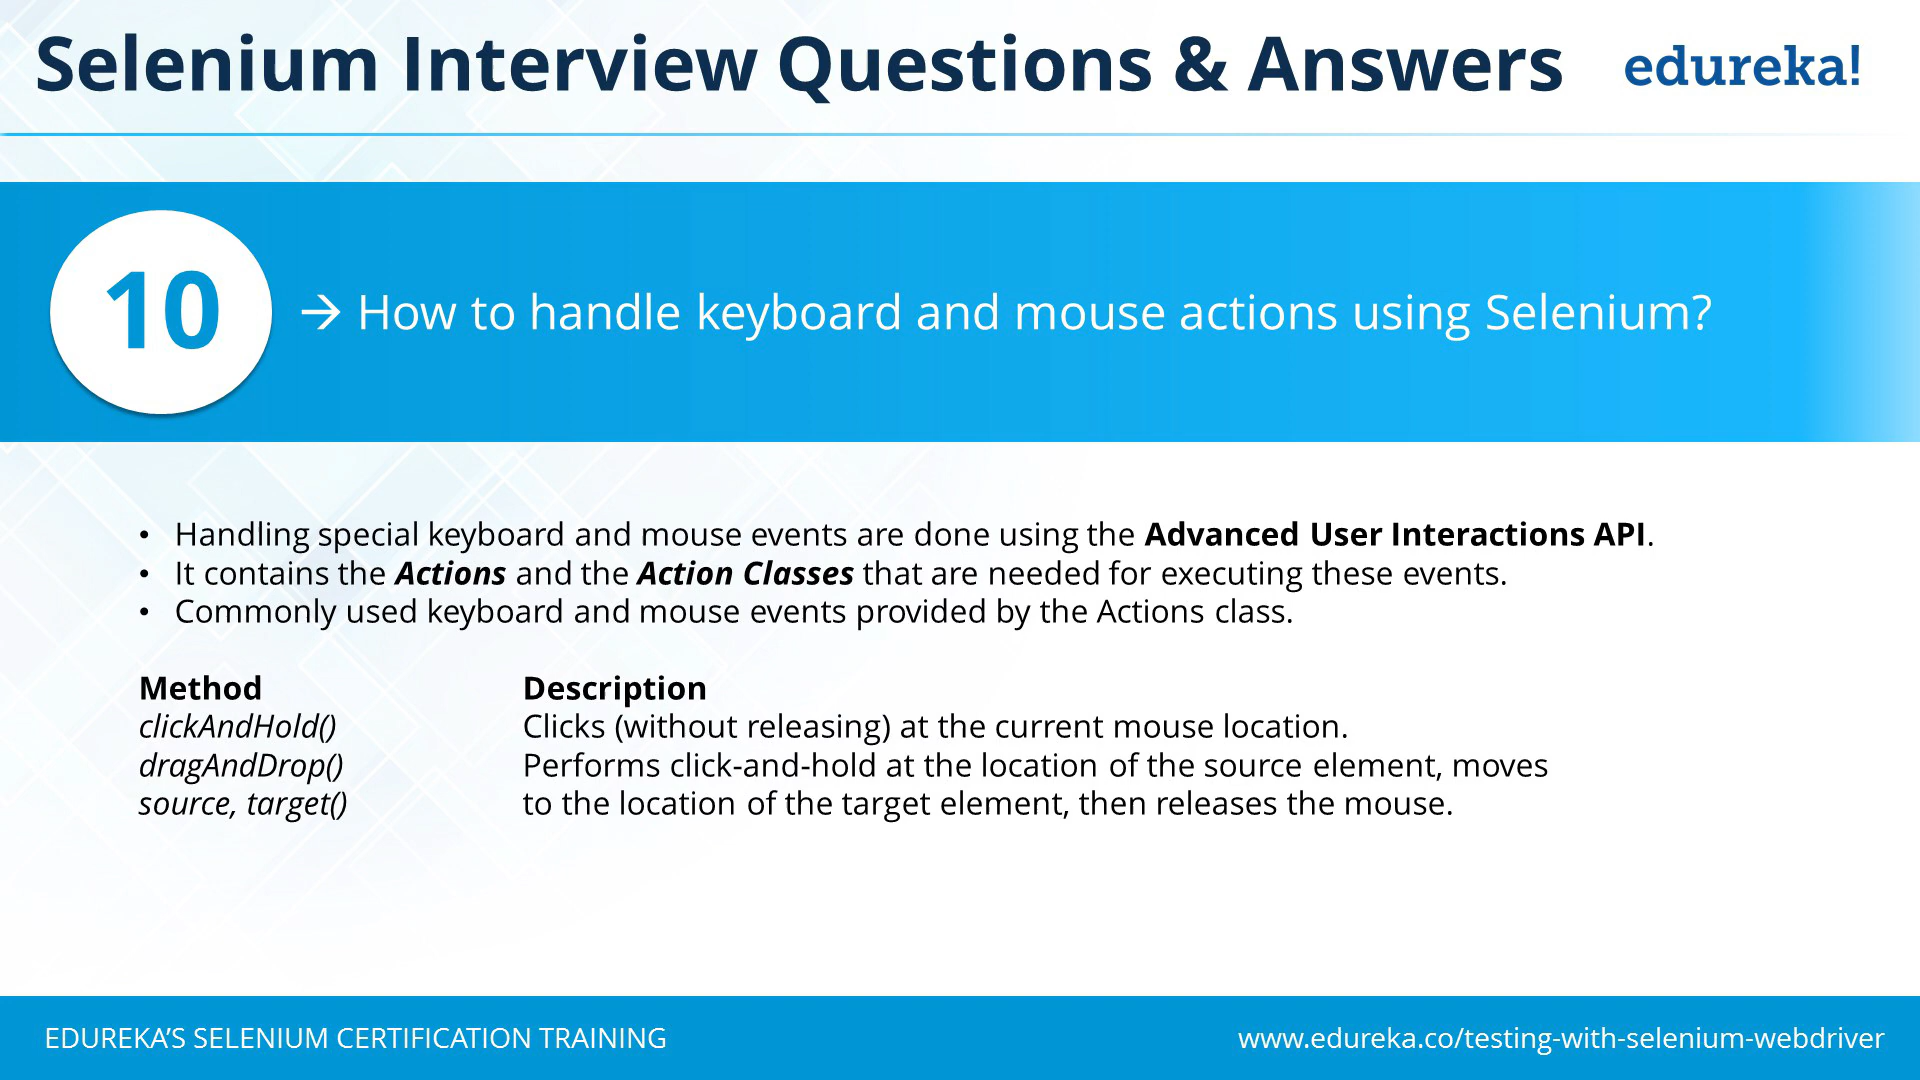 Selenium Interview Questions & Answers
edureka!
10
→ How to handle keyboard and mouse actions using Selenium?
• Handling special keyboard and mouse events are done using the Advanced User Interactions API.
• It contains the Actions and the Action Classes that are needed for executing these events.
• Commonly used keyboard and mouse events provided by the Actions class.
Method Description
clickAndHold() Clicks (without releasing) at the current mouse location.
dragAndDrop() Performs click-and-hold at the location of the source element, moves
source, target() to the location of the target element, then releases the mouse.
EDUREKA’S SELENIUM CERTIFICATION TRAINING
www.edureka.co/testing-with-selenium-webdriver